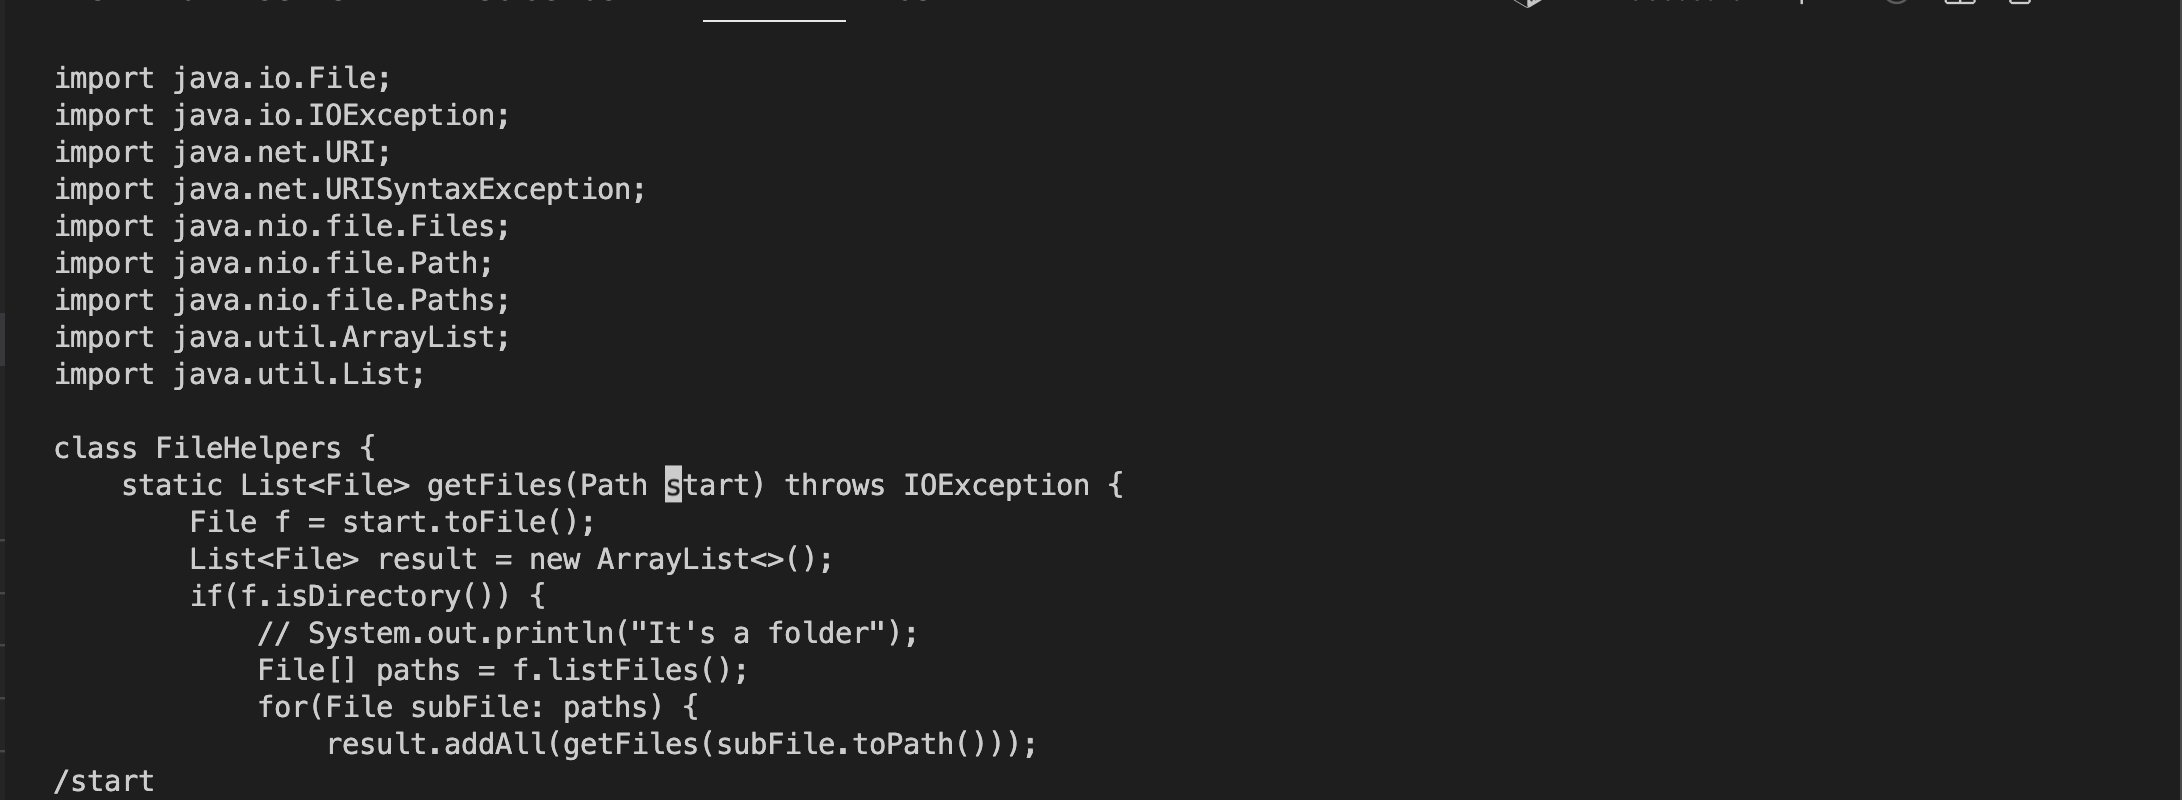 import java.io.File;
import java.io.IOException;
import java.net.URI;
import java.net.URISyntaxException;
import java.nio.file.Files;
import java.nio.file.Path;
import java.nio.file.Paths;
import java.util.ArrayList;
import java.util.List;

class FileHelpers {
    static List<File> getFiles(Path start) throws IOException {
        File f = start.toFile();
        List<File> result = new ArrayList<>();
        if(f.isDirectory()) {
            // System.out.println("It's a folder");
            File[] paths = f.listFiles();
            for(File subFile: paths) {
                result.addAll(getFiles(subFile.toPath()));
/start